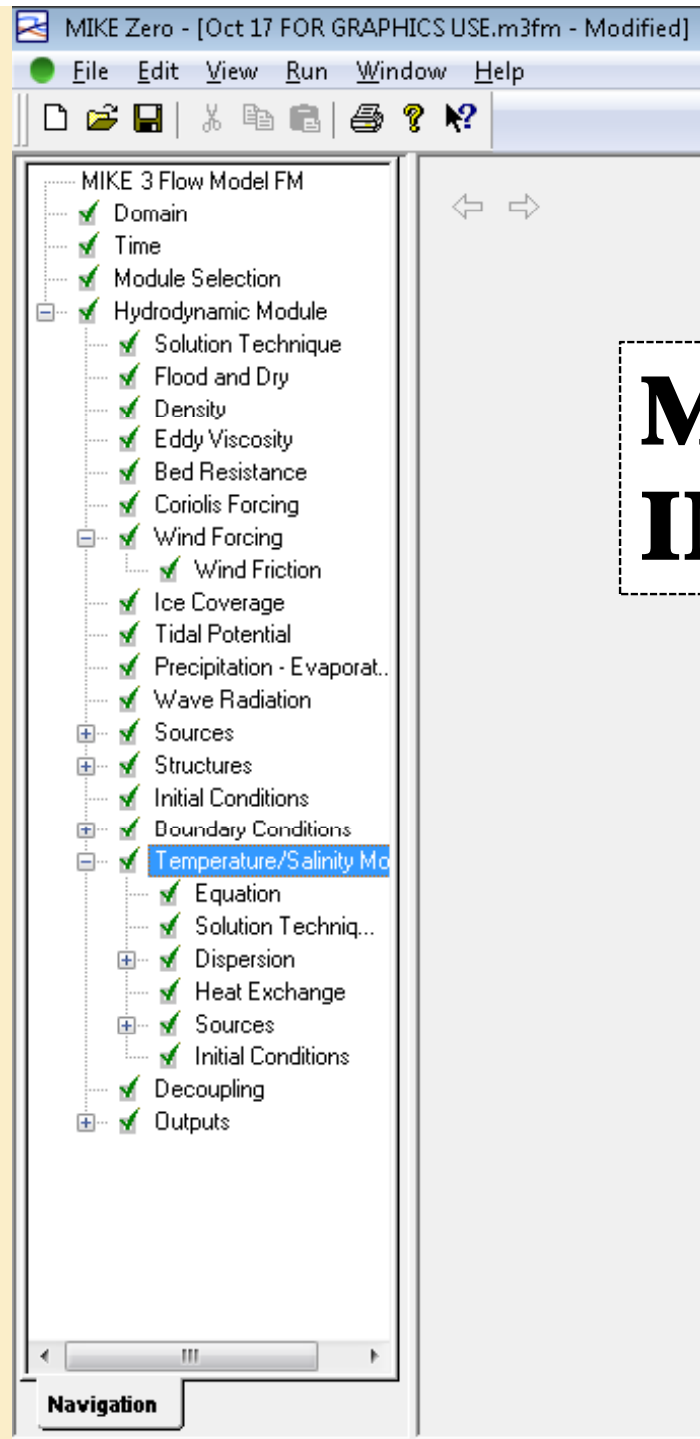 MIKE Zero - [Oct 17 FOR GRAPHICS USE.m3fm - Modified]
File Edit View Run Window Help
MIKE 3 Flow Model FM
Domain
Time
Module Selection
Hydrodynamic Module
Solution Technique
Flood and Dry
Density
Eddy Viscosity
Bed Resistance
Coriolis Forcing
Wind Forcing
Wind Friction
Ice Coverage
Tidal Potential
Precipitation - Evaporat..
Wave Radiation
Sources
Structures
Initial Conditions
Boundary Conditions
Temperature/Salinity Mo
Equation
Solution Techniq...
Dispersion
Heat Exchange
Sources
Initial Conditions
Decoupling
Outputs
Navigation